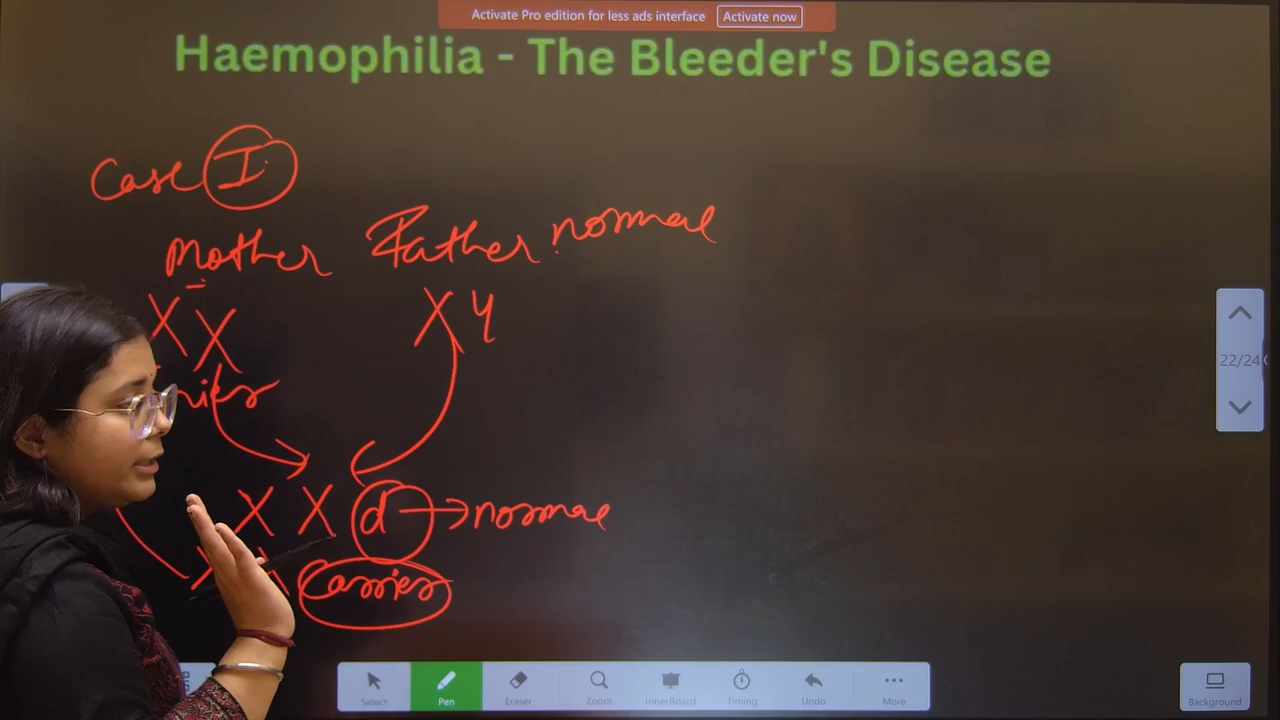 Activate Pro edition for less ads interface Activate now
Haemophilia - The Bleeder's Disease
Case I
Mother Father normal
X X X Y
22/24
X X d → normal
Carrier
Select Pen Eraser Zoom InnerBoard Timing Undo More Background